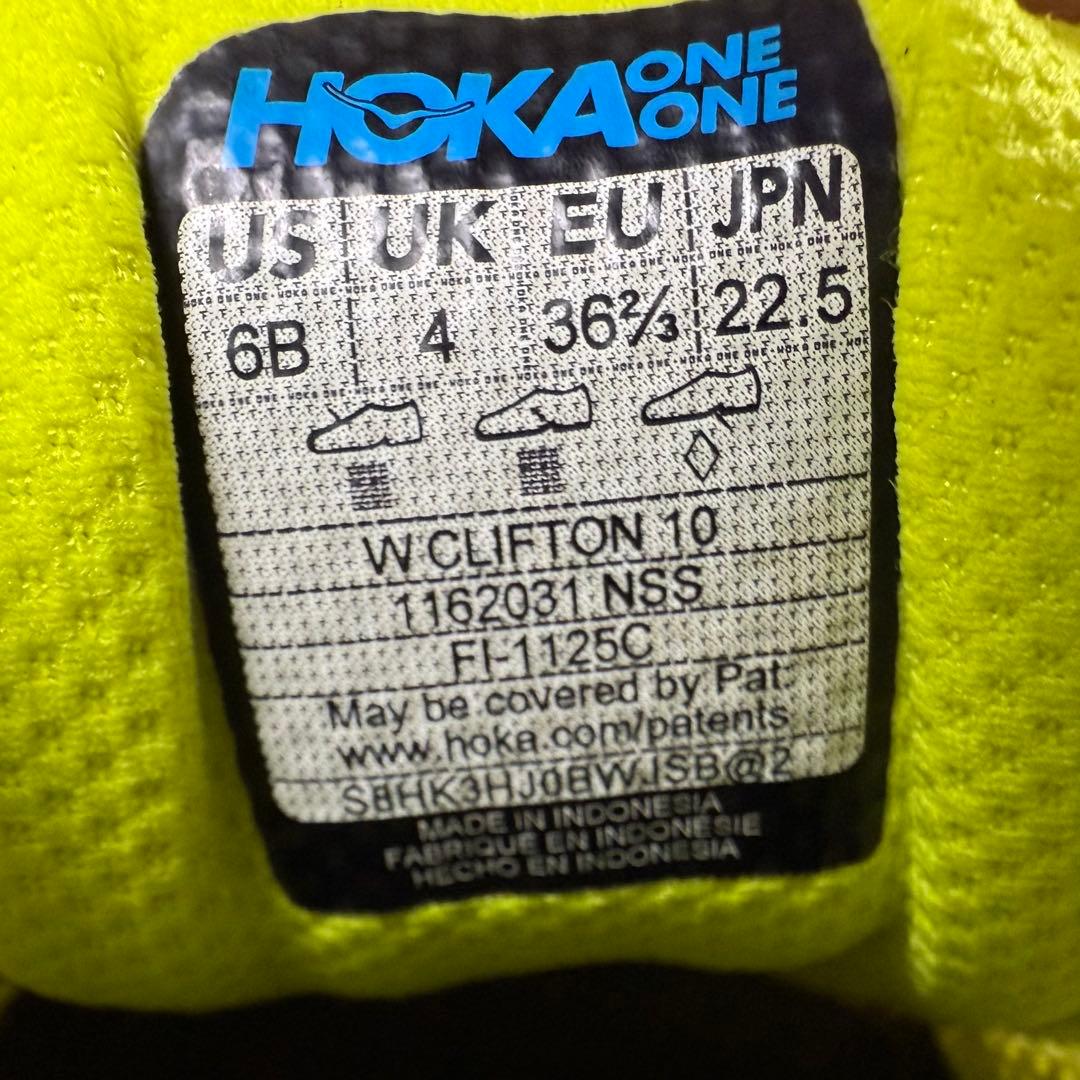 HOKA ONE ONE
US UK EU JPN
6B 4 36⅔ 22.5
W CLIFTON 10
1162031 NSS
FI-1125C
May be covered by Pat.
www.hoka.com/patents
S8HK3HJ0BWJSB@2
MADE IN INDONESIA
FABRIQUÉ EN INDONÉSIE
HECHO EN INDONESIA